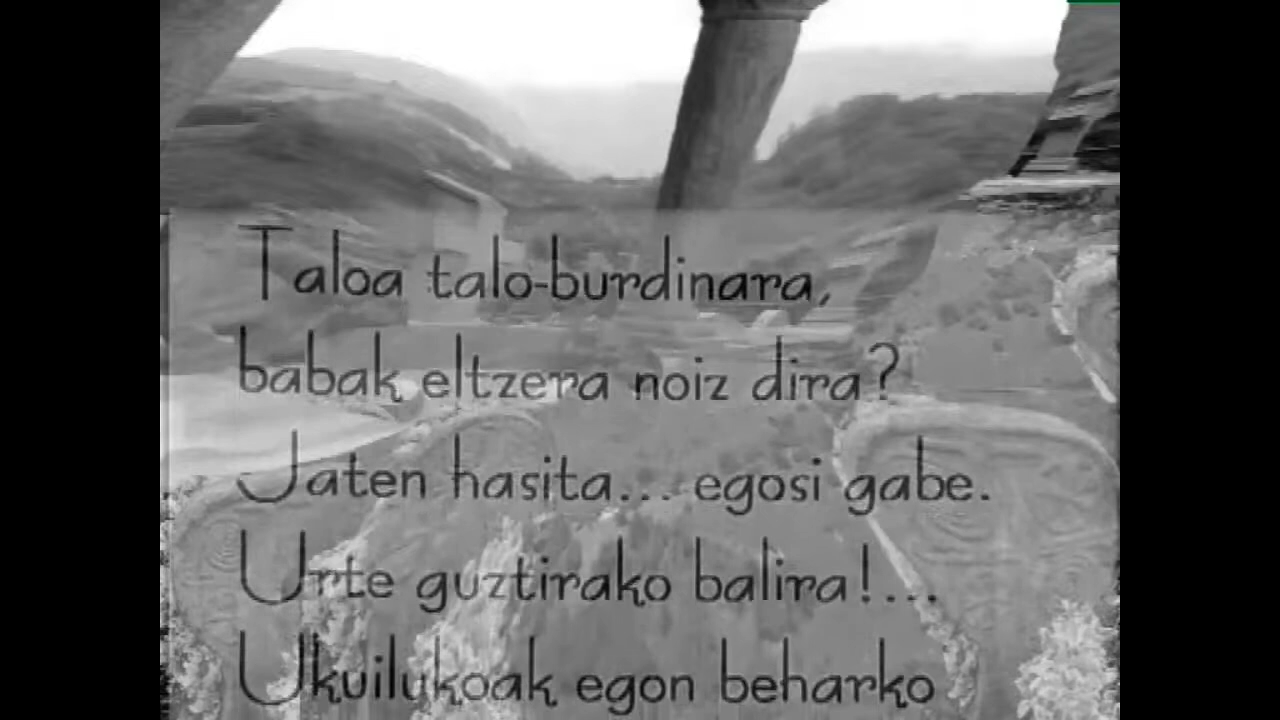 Taloa talo-burdinara,
babak eltzera noiz dira?
Jaten hasita... egosi gabe.
Urte guztirako balira!...
Ukuilukoak egon beharko